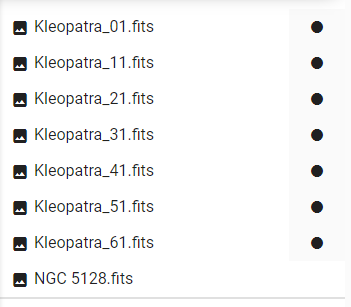 Kleopatra_01.fits
Kleopatra_11.fits
Kleopatra_21.fits
Kleopatra_31.fits
Kleopatra_41.fits
Kleopatra_51.fits
Kleopatra_61.fits
NGC 5128.fits